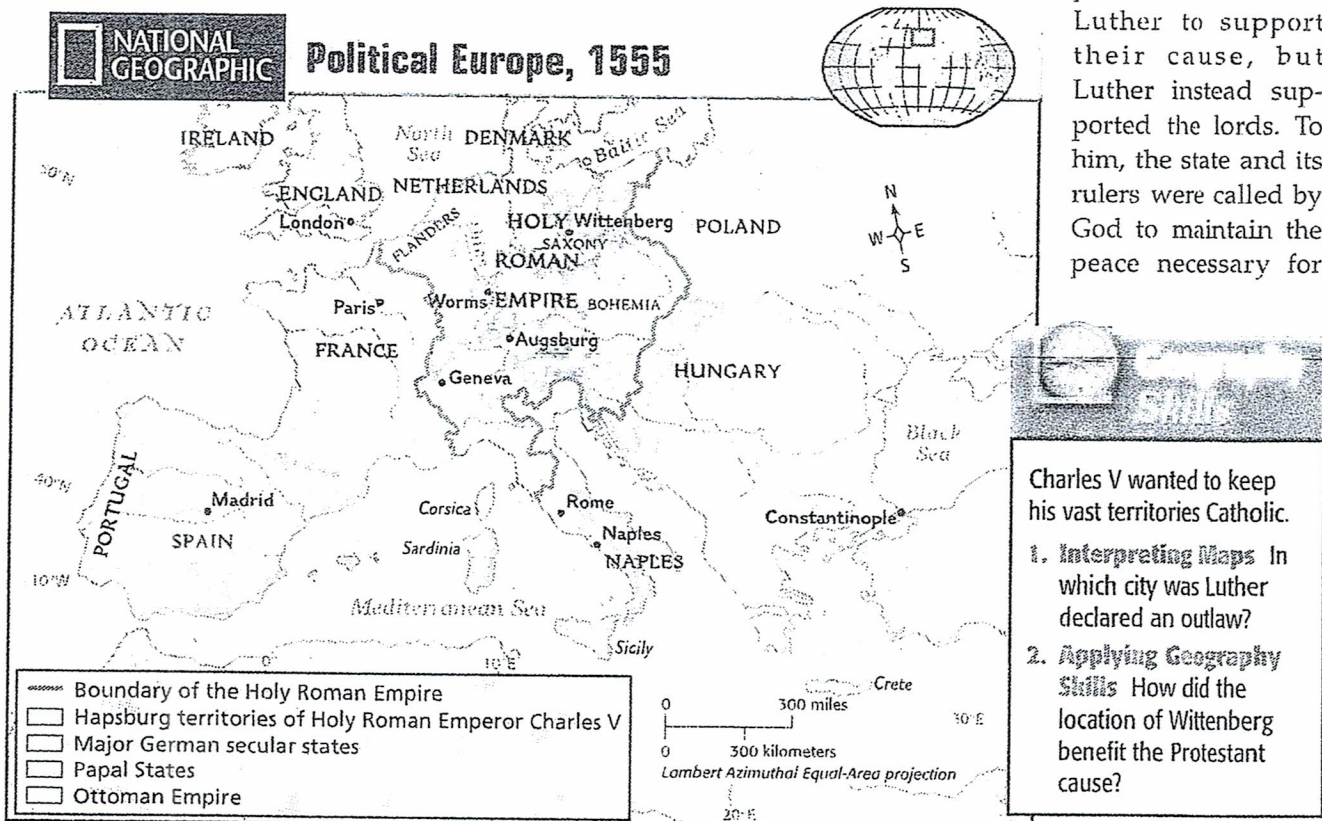 NATIONAL
GEOGRAPHIC
Political Europe, 1555
IRELAND
North
Sea
DENMARK
Baltic Sea
50°N
ENGLAND
NETHERLANDS
London
FLANDERS
HOLY
Wittenberg
SAXONY
POLAND
ROMAN
N
W E
S
ATLANTIC
OCEAN
Paris
Worms
EMPIRE
BOHEMIA
FRANCE
Augsburg
Geneva
HUNGARY
Black
Sea
40°N
PORTUGAL
Madrid
SPAIN
Corsica
Rome
Constantinople
Sardinia
Naples
NAPLES
10°W
Mediterranean Sea
Sicily
0°
10°E
Crete
Boundary of the Holy Roman Empire
Hapsburg territories of Holy Roman Emperor Charles V
Major German secular states
Papal States
Ottoman Empire
0 300 miles
0 300 kilometers
Lambert Azimuthal Equal-Area projection
30°E
20°E
Luther to support
their cause, but
Luther instead sup-
ported the lords. To
him, the state and its
rulers were called by
God to maintain the
peace necessary for
Skills
Charles V wanted to keep
his vast territories Catholic.
1. Interpreting Maps In
which city was Luther
declared an outlaw?
2. Applying Geography
Skills How did the
location of Wittenberg
benefit the Protestant
cause?